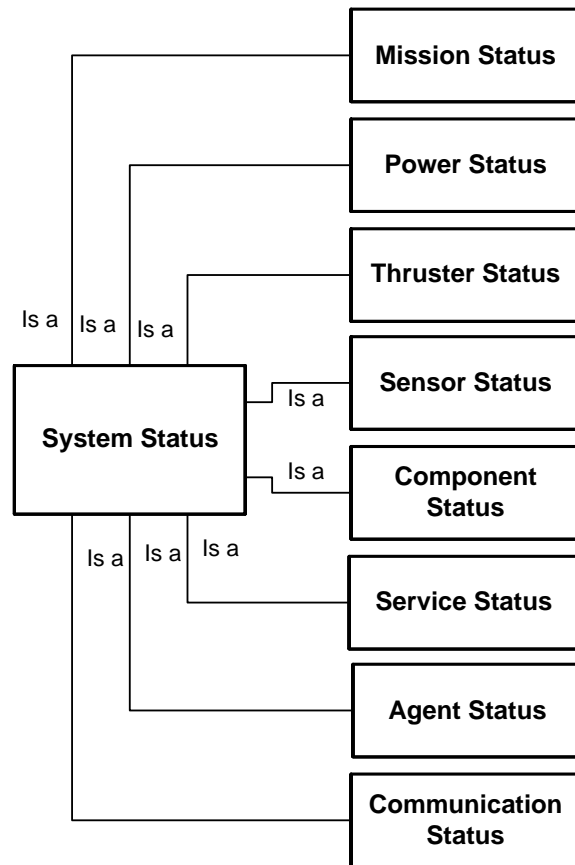 Mission Status
Power Status
Thruster Status
Is a
Is a
Is a
Sensor Status
Is a
System Status
Is a
Component
Status
Is a
Is a
Is a
Service Status
Agent Status
Communication
Status